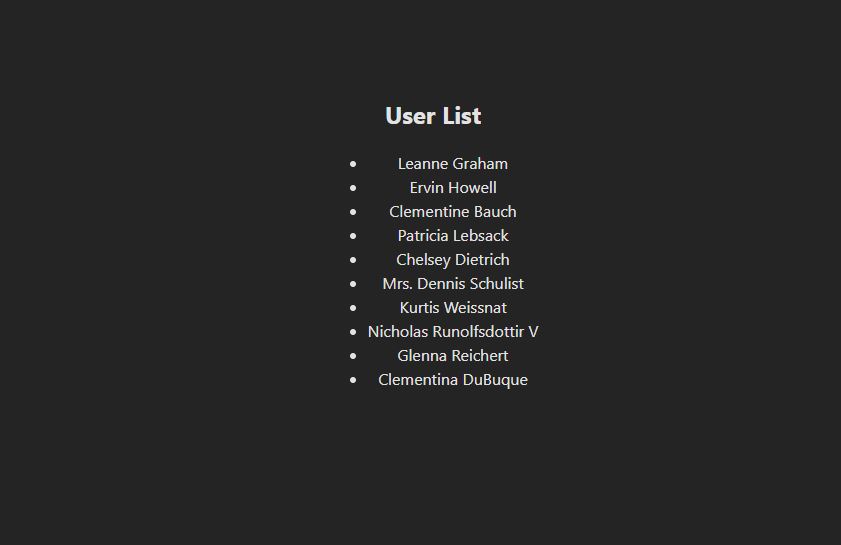 User List
Leanne Graham
Ervin Howell
Clementine Bauch
Patricia Lebsack
Chelsey Dietrich
Mrs. Dennis Schulist
Kurtis Weissnat
Nicholas Runolfsdottir V
Glenna Reichert
Clementina DuBuque